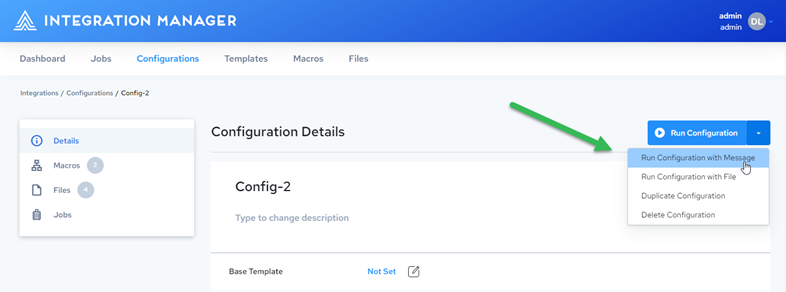 INTEGRATION MANAGER
admin
admin
DL
Dashboard Jobs Configurations Templates Macros Files
Integrations / Configurations / Config-2
Details
Macros 2
Files 4
Jobs
Configuration Details
Run Configuration
Run Configuration with Message
Run Configuration with File
Duplicate Configuration
Delete Configuration
Config-2
Type to change description
Base Template Not Set